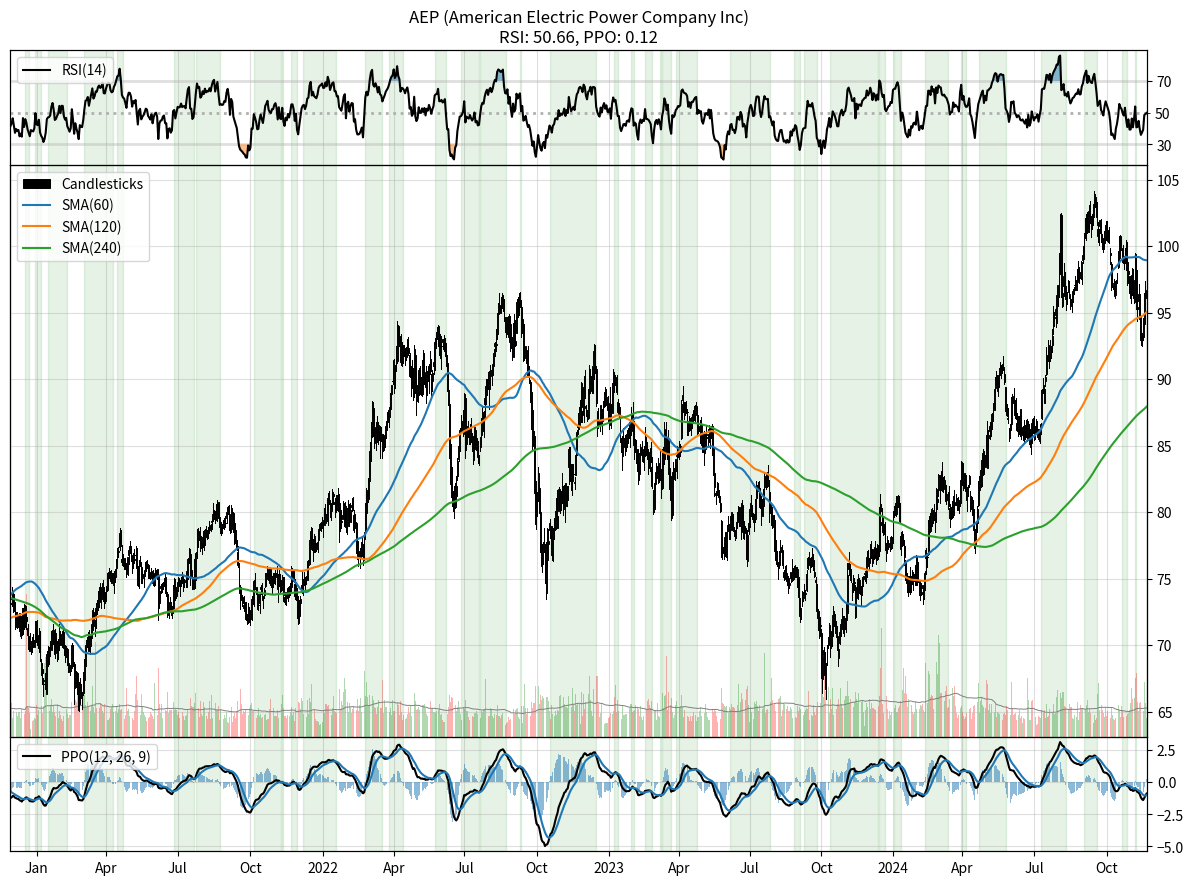 AEP (American Electric Power Company Inc)
RSI: 50.66, PPO: 0.12
RSI(14)
70
50
30
Candlesticks
SMA(60)
SMA(120)
SMA(240)
105
100
95
90
85
80
75
70
65
PPO(12, 26, 9)
2.5
0.0
−2.5
−5.0
Jan Apr Jul Oct 2022 Apr Jul Oct 2023 Apr Jul Oct 2024 Apr Jul Oct